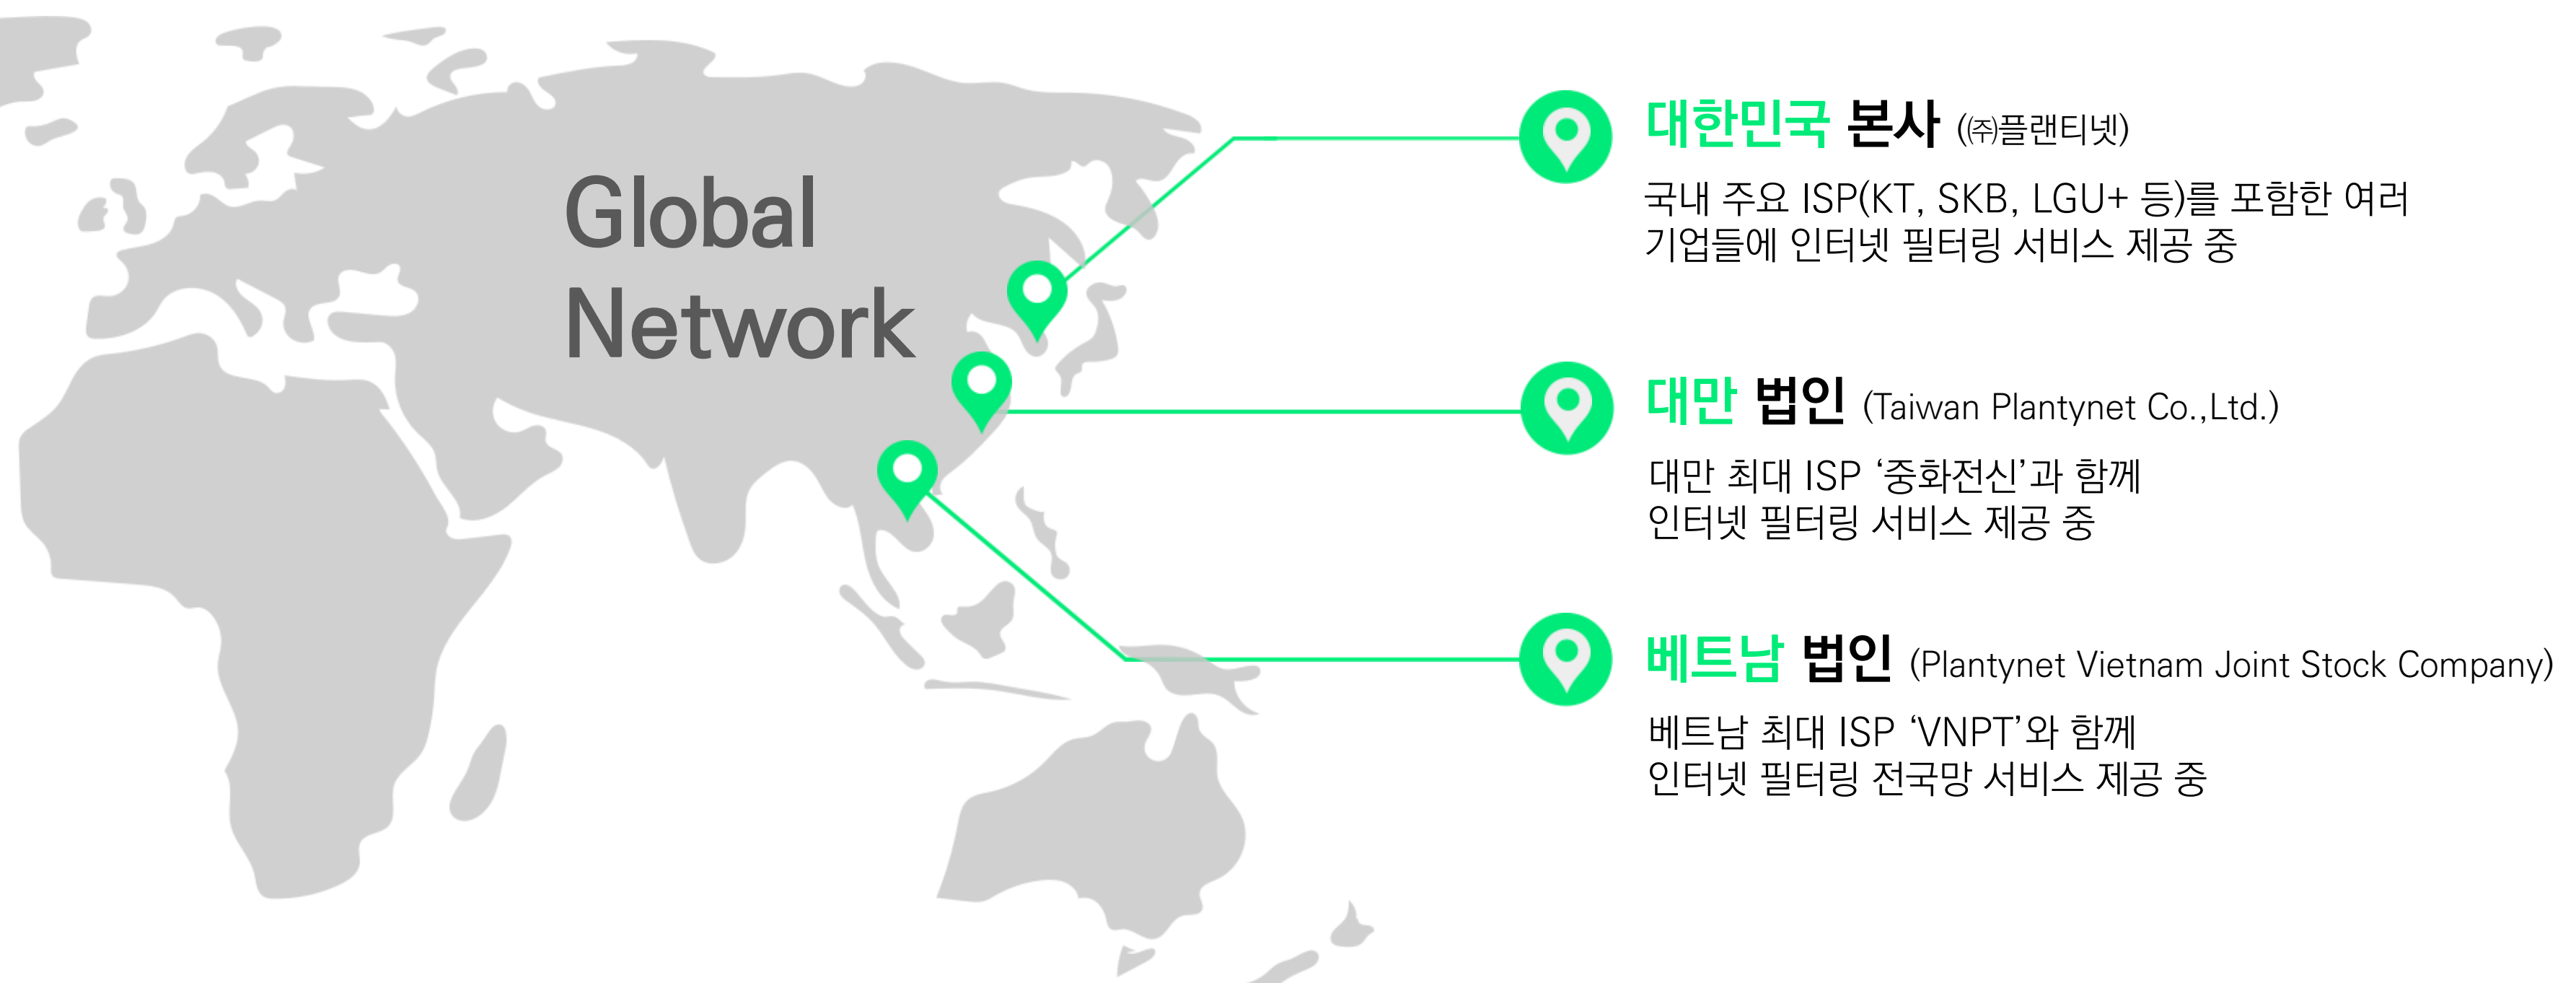 Global
Network
대한민국 본사 (㈜플랜티넷)
국내 주요 ISP(KT, SKB, LGU+ 등)를 포함한 여러
기업들에 인터넷 필터링 서비스 제공 중
대만 법인 (Taiwan Plantynet Co.,Ltd.)
대만 최대 ISP ‘중화전신’과 함께
인터넷 필터링 서비스 제공 중
베트남 법인 (Plantynet Vietnam Joint Stock Company)
베트남 최대 ISP ‘VNPT’와 함께
인터넷 필터링 전국망 서비스 제공 중